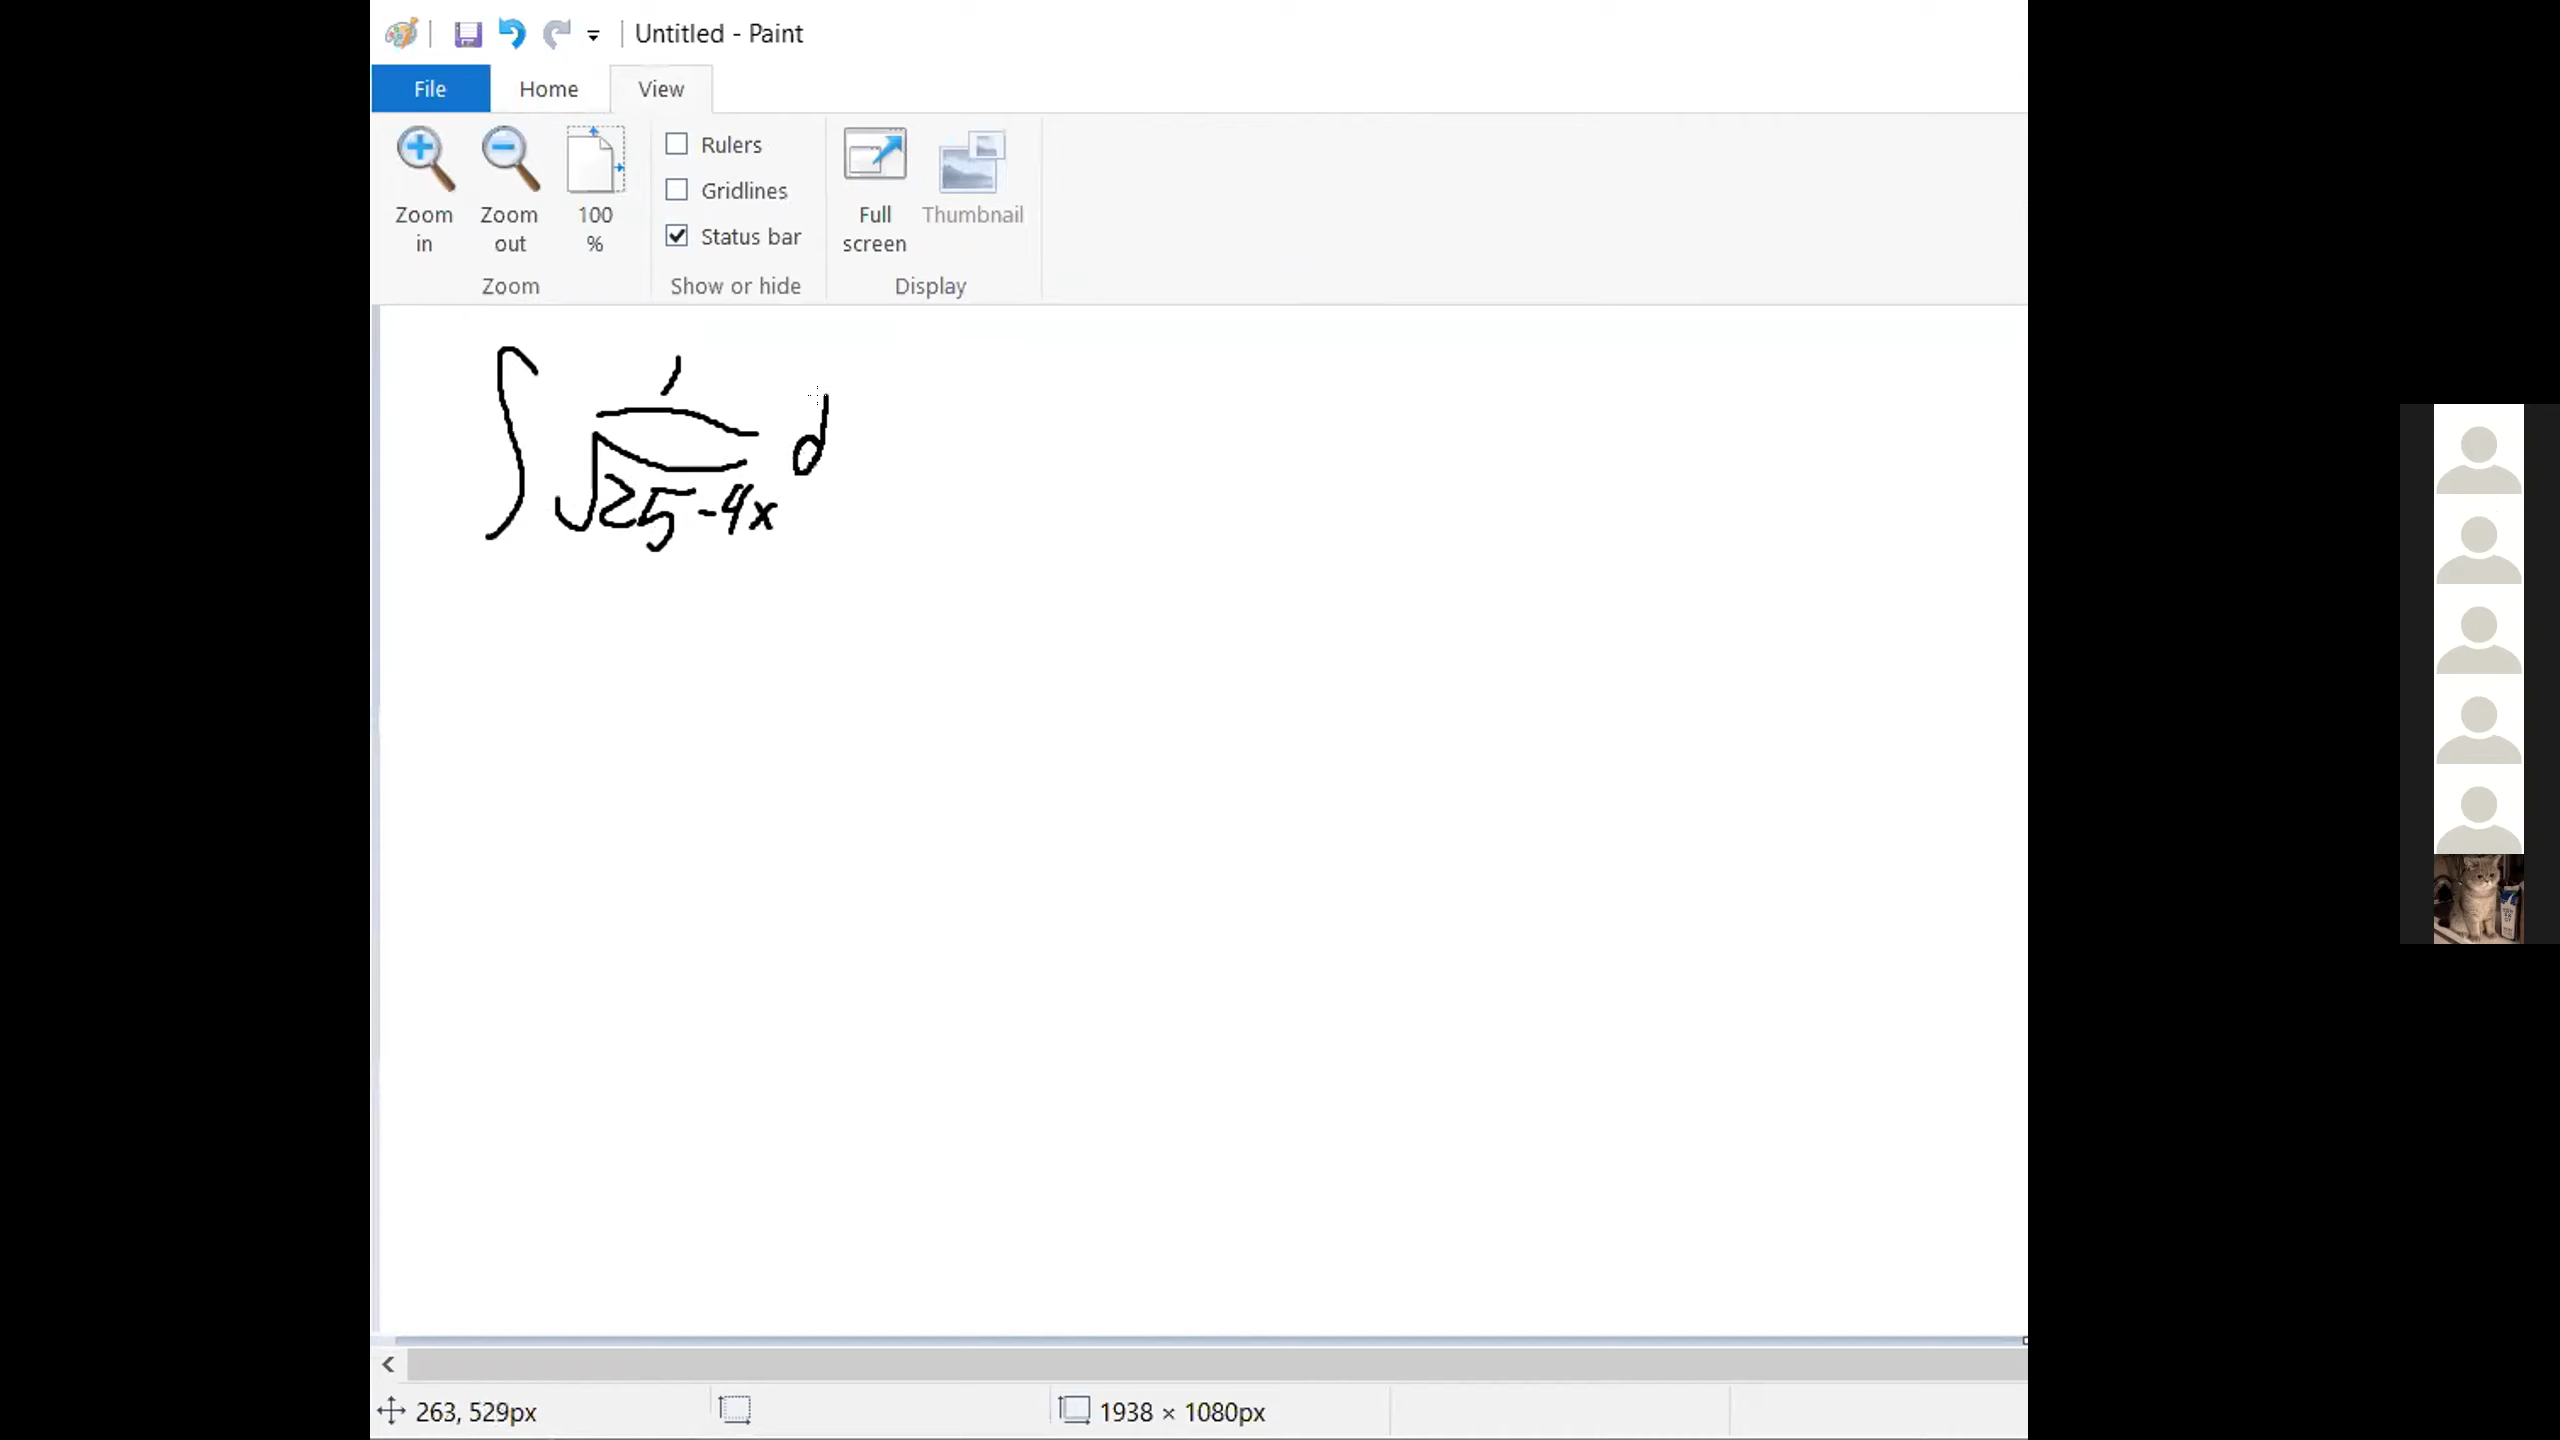 Untitled - Paint
File Home View
Zoom in Zoom out 100 % Rulers Full screen Thumbnail
Gridlines
Status bar
Zoom Show or hide Display
∫ 1/√25-4x d
263, 529px 1938 × 1080px